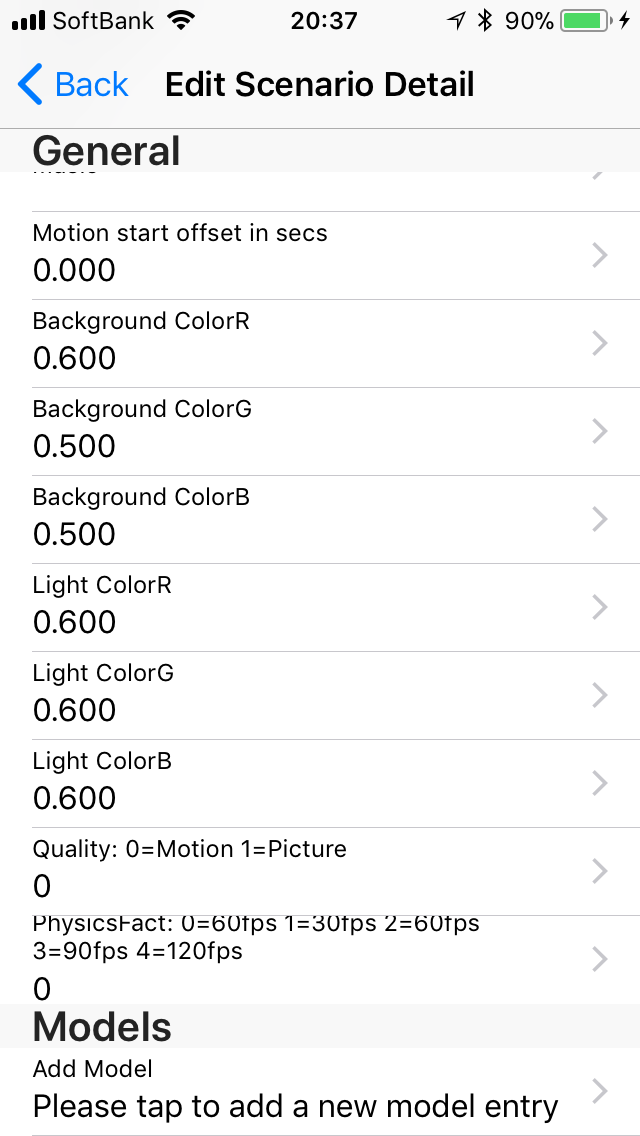 SoftBank 20:37 90%
Back Edit Scenario Detail
General
Motion start offset in secs
0.000
Background ColorR
0.600
Background ColorG
0.500
Background ColorB
0.500
Light ColorR
0.600
Light ColorG
0.600
Light ColorB
0.600
Quality: 0=Motion 1=Picture
0
PhysicsFact: 0=60fps 1=30fps 2=60fps
3=90fps 4=120fps
0
Models
Add Model
Please tap to add a new model entry